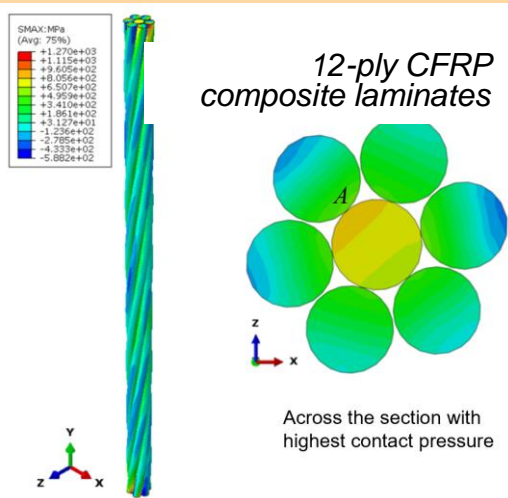 SMAX:MPa
(Avg: 75%)
+1.270e+03
+1.115e+03
+9.605e+02
+8.056e+02
+6.507e+02
+4.959e+02
+3.410e+02
+1.861e+02
+3.127e+01
-1.236e+02
-2.785e+02
-4.333e+02
-5.882e+02
12-ply CFRP
composite laminates
A
Z
X
Y
Z
X
Across the section with
highest contact pressure